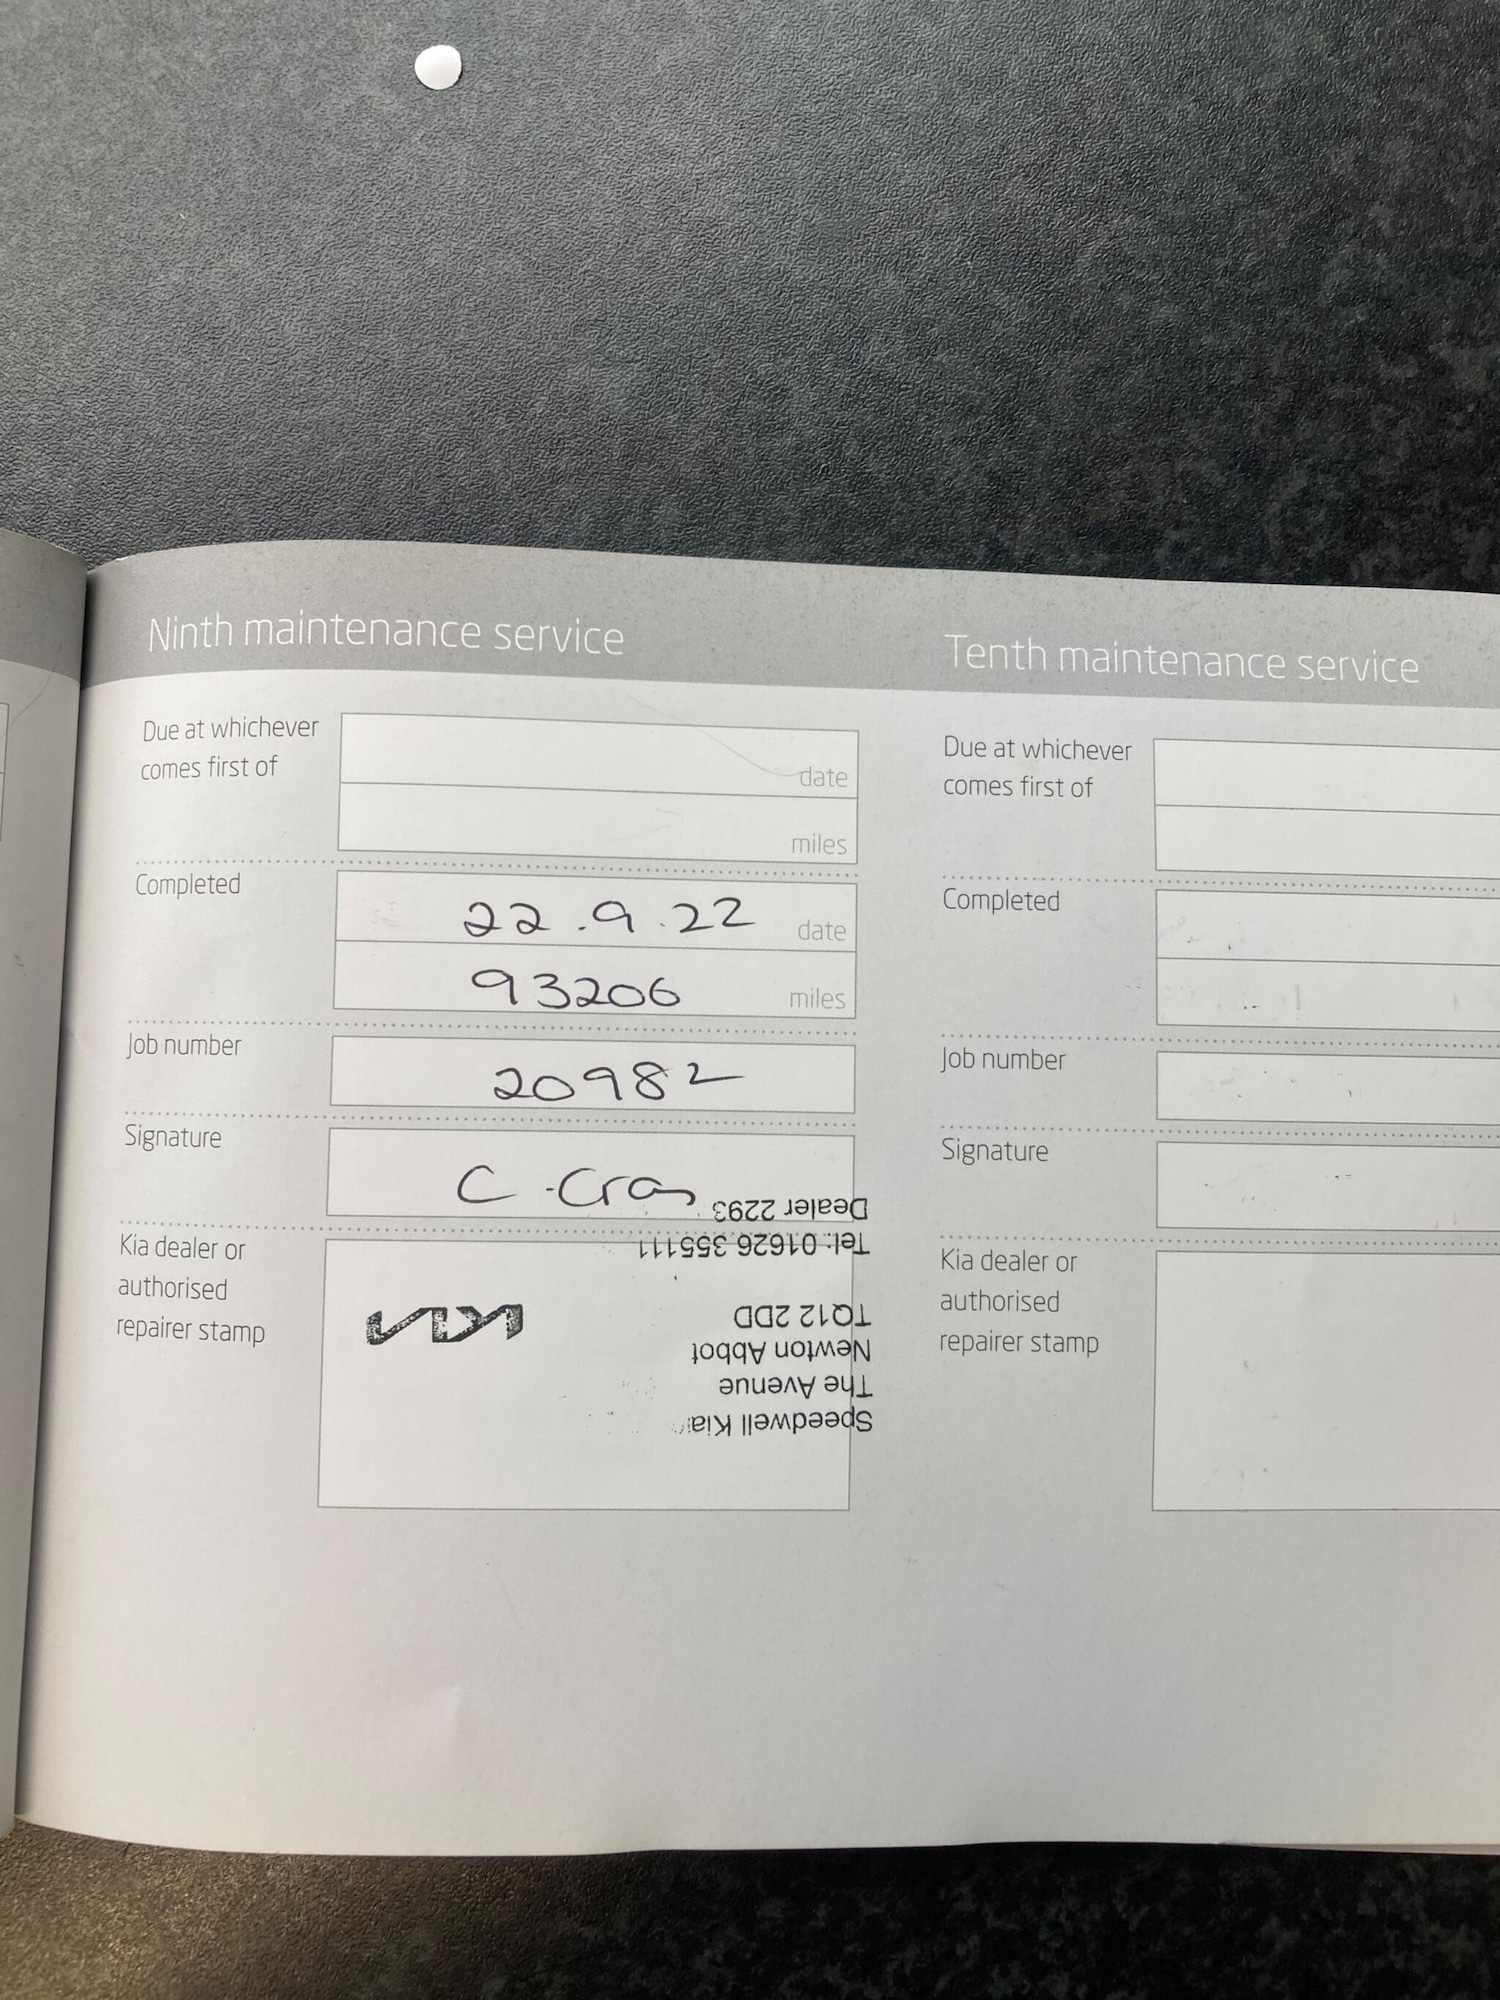 Ninth maintenance service
Due at whichever
comes first of
date
miles
Completed
22.9.22 date
93206 miles
Job number
20982
Signature
C.
Kia dealer or
authorised
repairer stamp
KIA
Speedwell Kia
The Avenue
Newton Abbot
TQ12 2DD
Tel: 01626 355111
Dealer 2293
Tenth maintenance service
Due at whichever
comes first of
Completed
Job number
Signature
Kia dealer or
authorised
repairer stamp